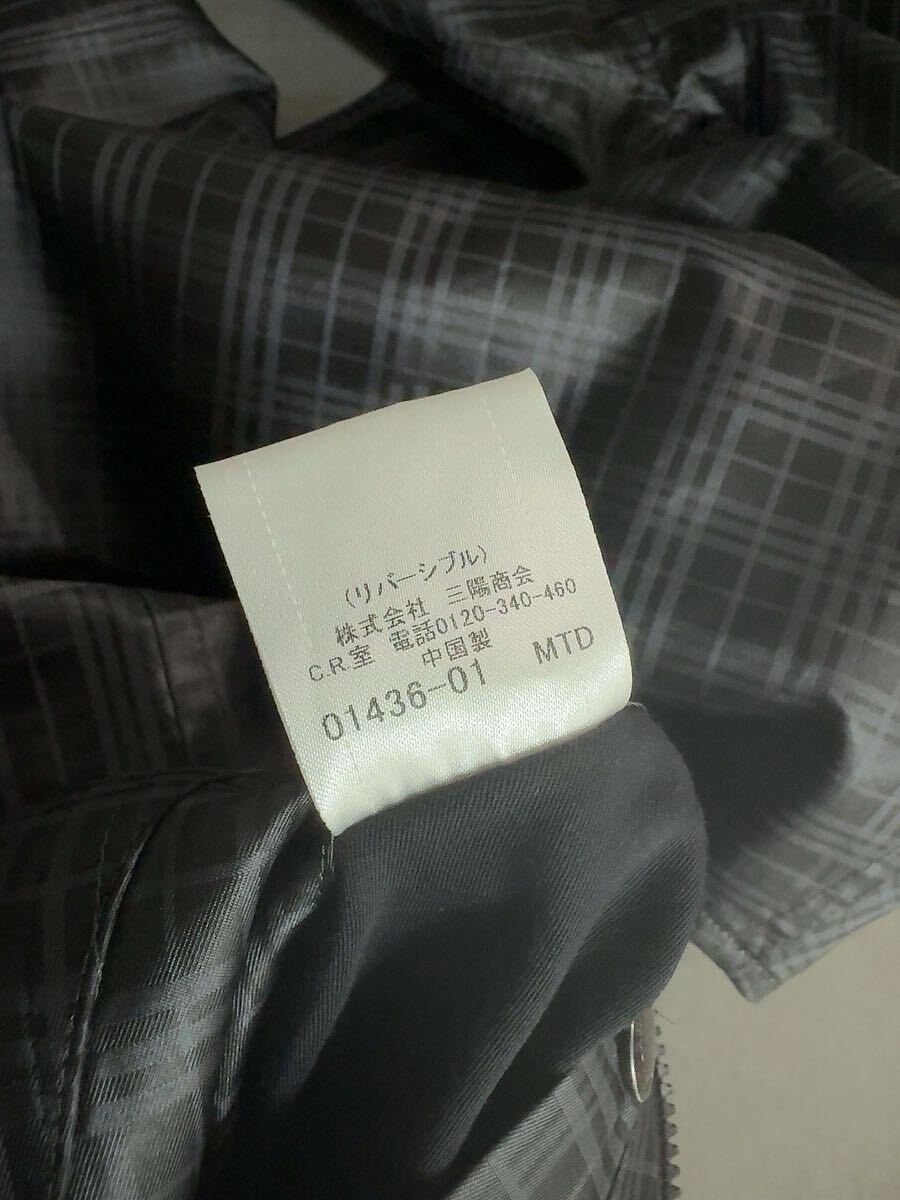 (リバーシブル)
株式会社 三陽商会
C.R.室 電話0120-340-460
中国製
01436-01 MTD